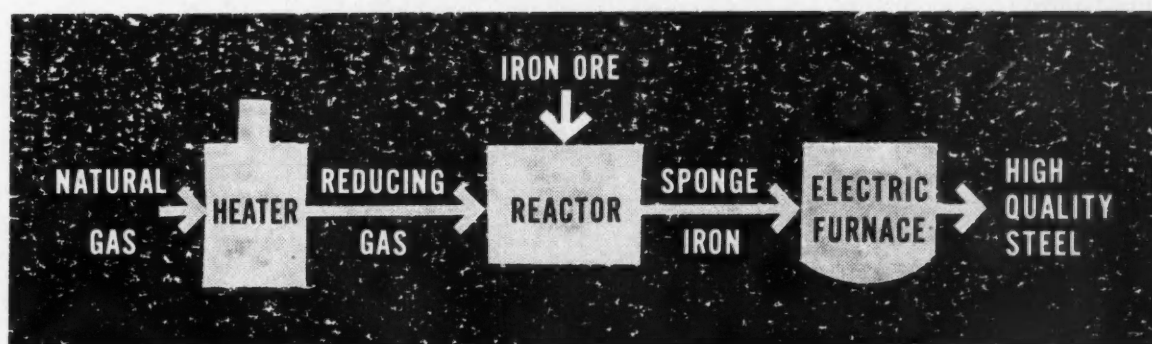 NATURAL
GAS
HEATER
REDUCING
GAS
IRON ORE
REACTOR
SPONGE
IRON
ELECTRIC
FURNACE
HIGH
QUALITY
STEEL